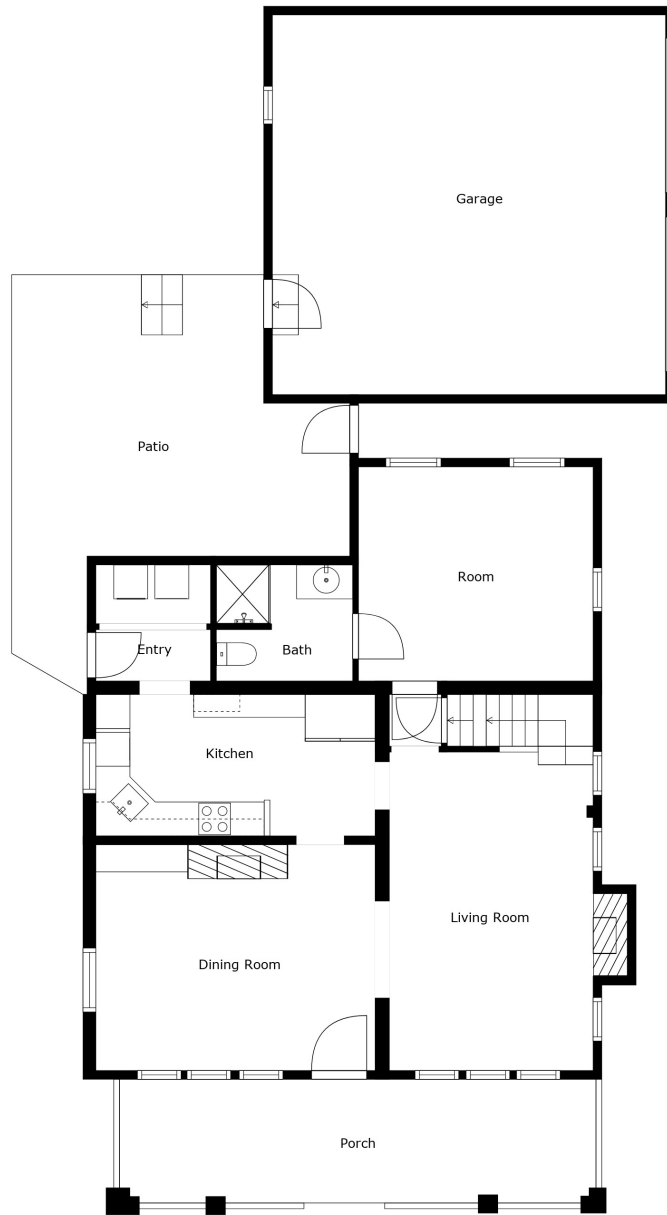 Garage
Patio
Room
Entry
Bath
Kitchen
Living Room
Dining Room
Porch